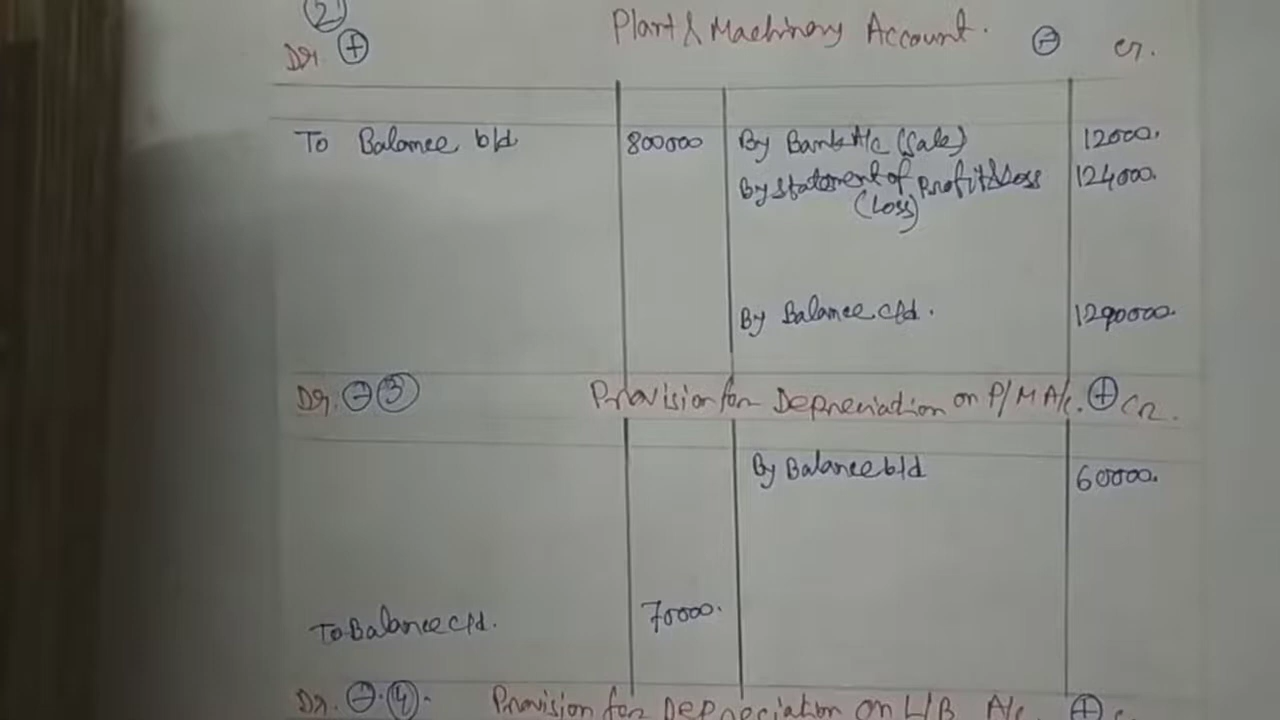 2
Plant & Machinory Account. - Cr.
Dr. +
To Balance b/d 800000 By Bank A/c (Sale) 12000.
By Statement of Profit & Loss 124000.
(Loss)
By Balance c/d. 1290000.
Dr. - 3 Provision for Depreciation on P/M A/c. + Cr.
By Balance b/d 60000.
To Balance c/d. 70000.
Dr. - 4. Provision for Depreciation on L/B A/c. +